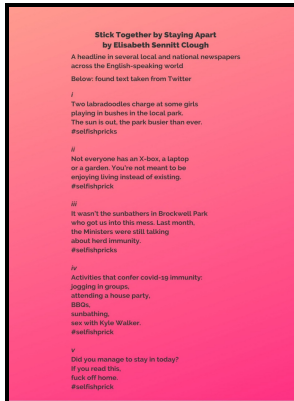 Stick Together by Staying Apart
by Elisabeth Sennitt Clough
A headline in several local and national newspapers
across the English-speaking world
Below: found text taken from Twitter
i
Two labradoodles charge at some girls
playing in bushes in the local park.
The sun is out, the park busier than ever.
#selfishpricks
ii
Not everyone has an X-box, a laptop
or a garden. You're not meant to be
enjoying living instead of existing.
#selfishprick
iii
It wasn't the sunbathers in Brockwell Park
who got us into this mess. Last month,
the Ministers were still talking
about herd immunity.
#selfishpricks
iv
Activities that confer covid-19 immunity:
jogging in groups,
attending a house party,
BBQs,
sunbathing,
sex with Kyle Walker.
#selfishprick
v
Did you manage to stay in today?
If you read this,
fuck off home.
#selfishprick